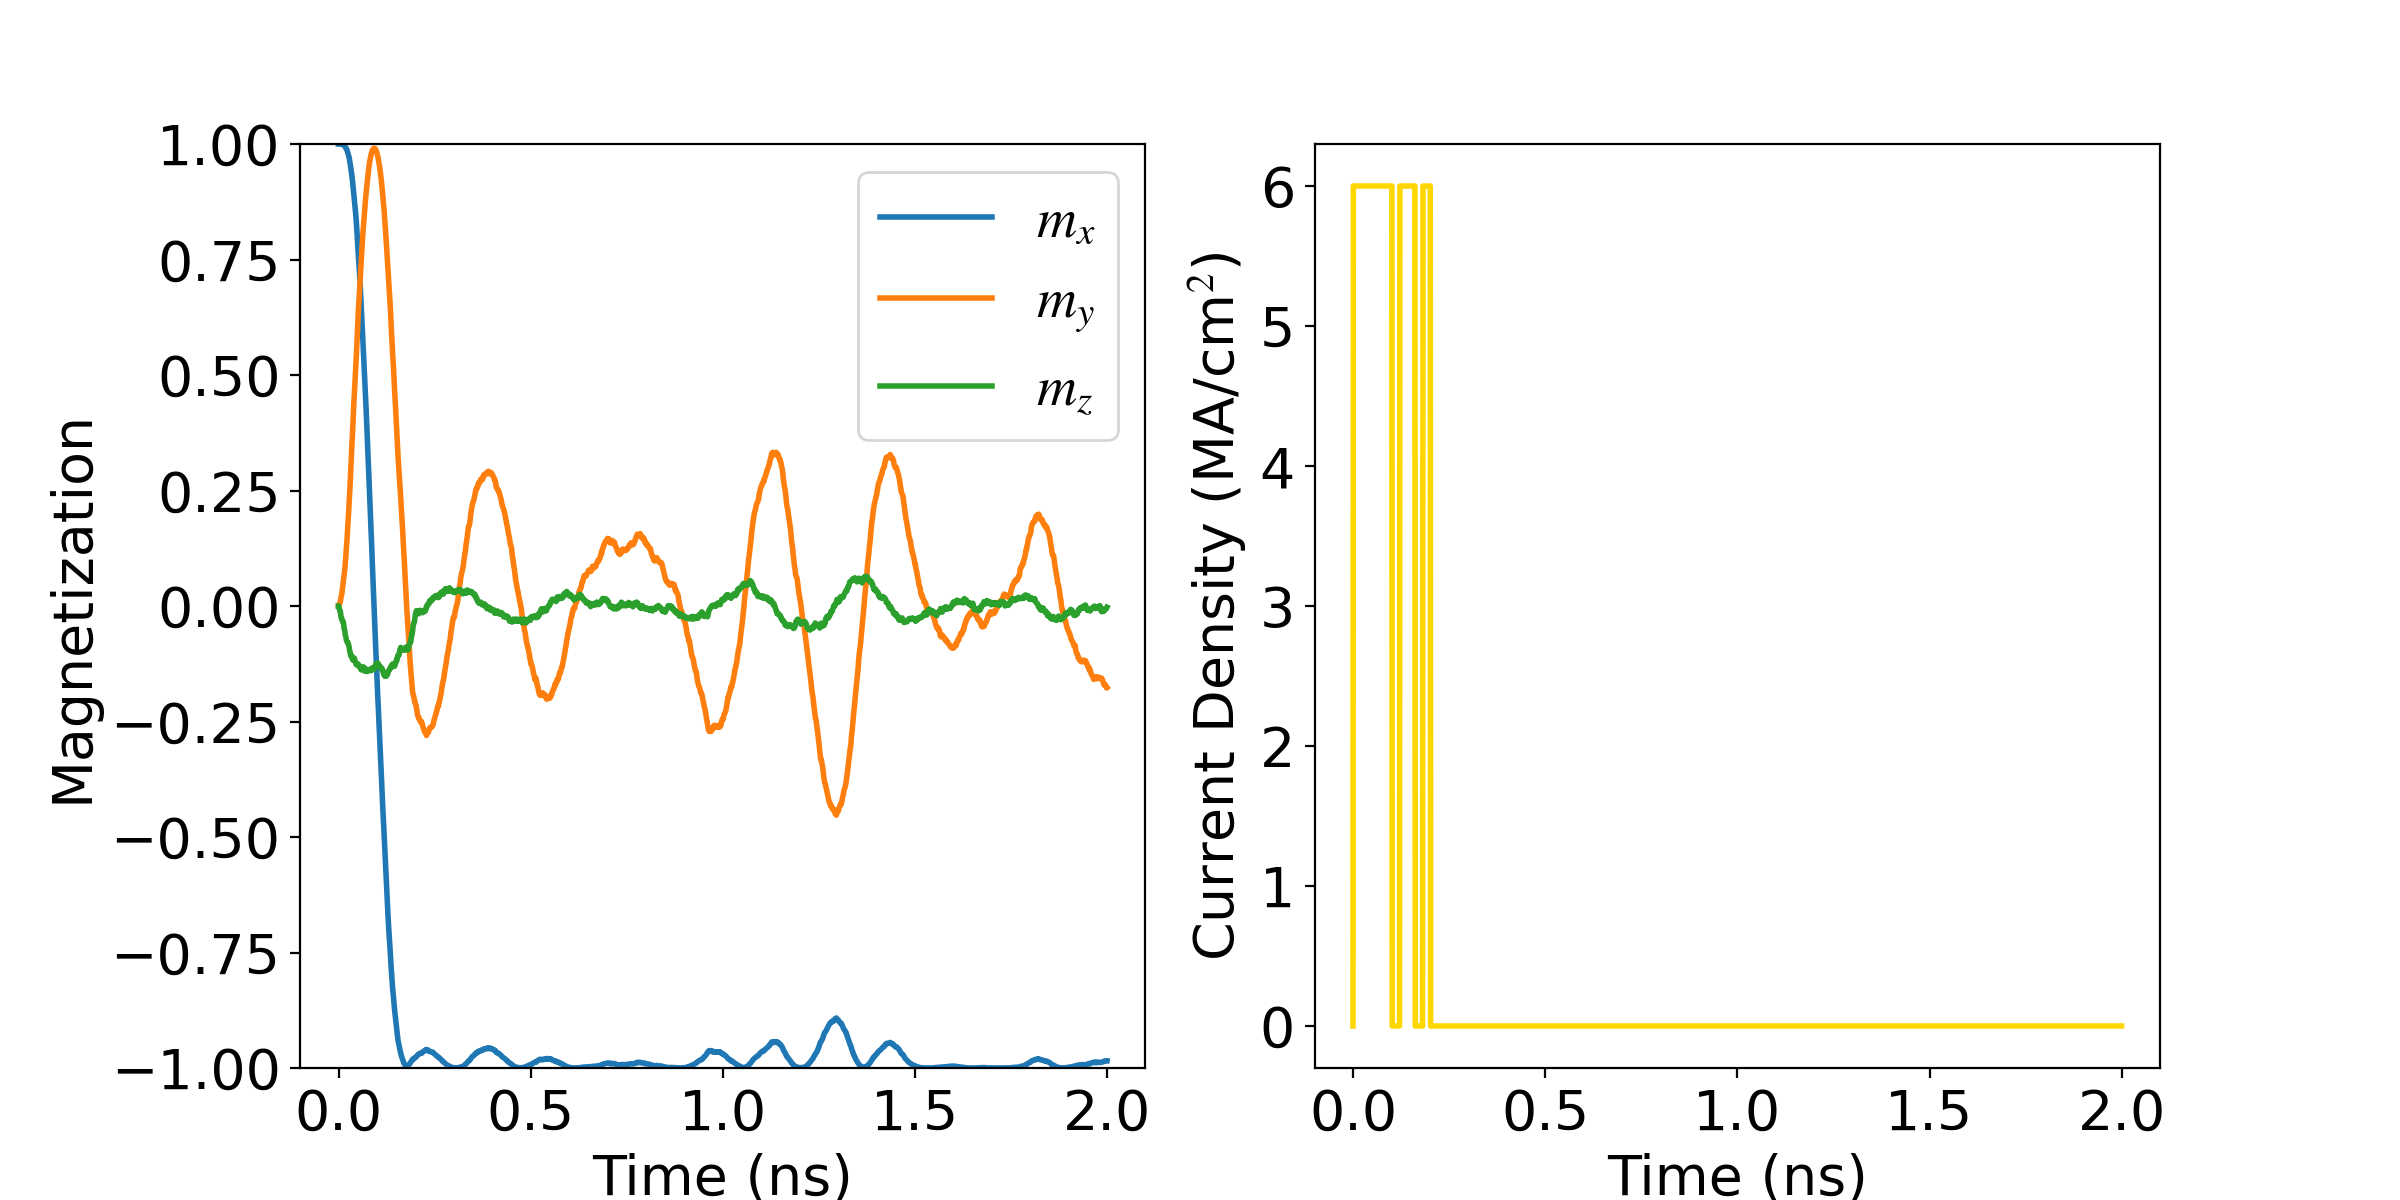 1.00
0.75
0.50
0.25
0.00
−0.25
−0.50
−0.75
−1.00
Magnetization
0.0 0.5 1.0 1.5 2.0
Time (ns)
m_x
m_y
m_z
6
5
4
3
2
1
0
Current Density (MA/cm²)
0.0 0.5 1.0 1.5 2.0
Time (ns)